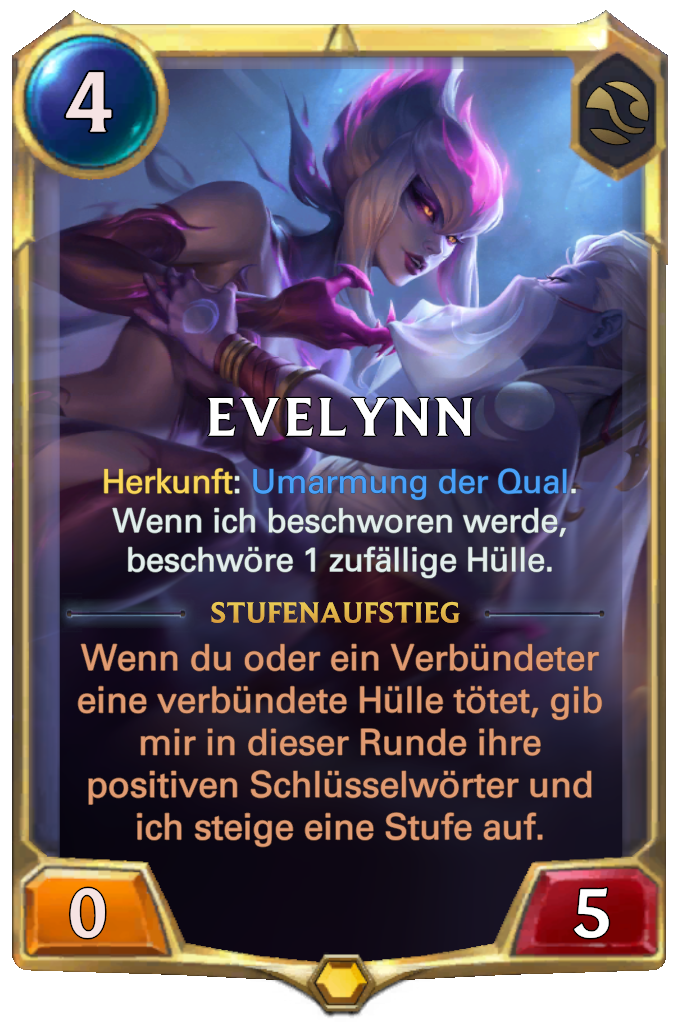 4
EVELYNN
Herkunft: Umarmung der Qual.
Wenn ich beschworen werde,
beschwöre 1 zufällige Hülle.
STUFENAUFSTIEG
Wenn du oder ein Verbündeter
eine verbündete Hülle tötet, gib
mir in dieser Runde ihre
positiven Schlüsselwörter und
ich steige eine Stufe auf.
0
5